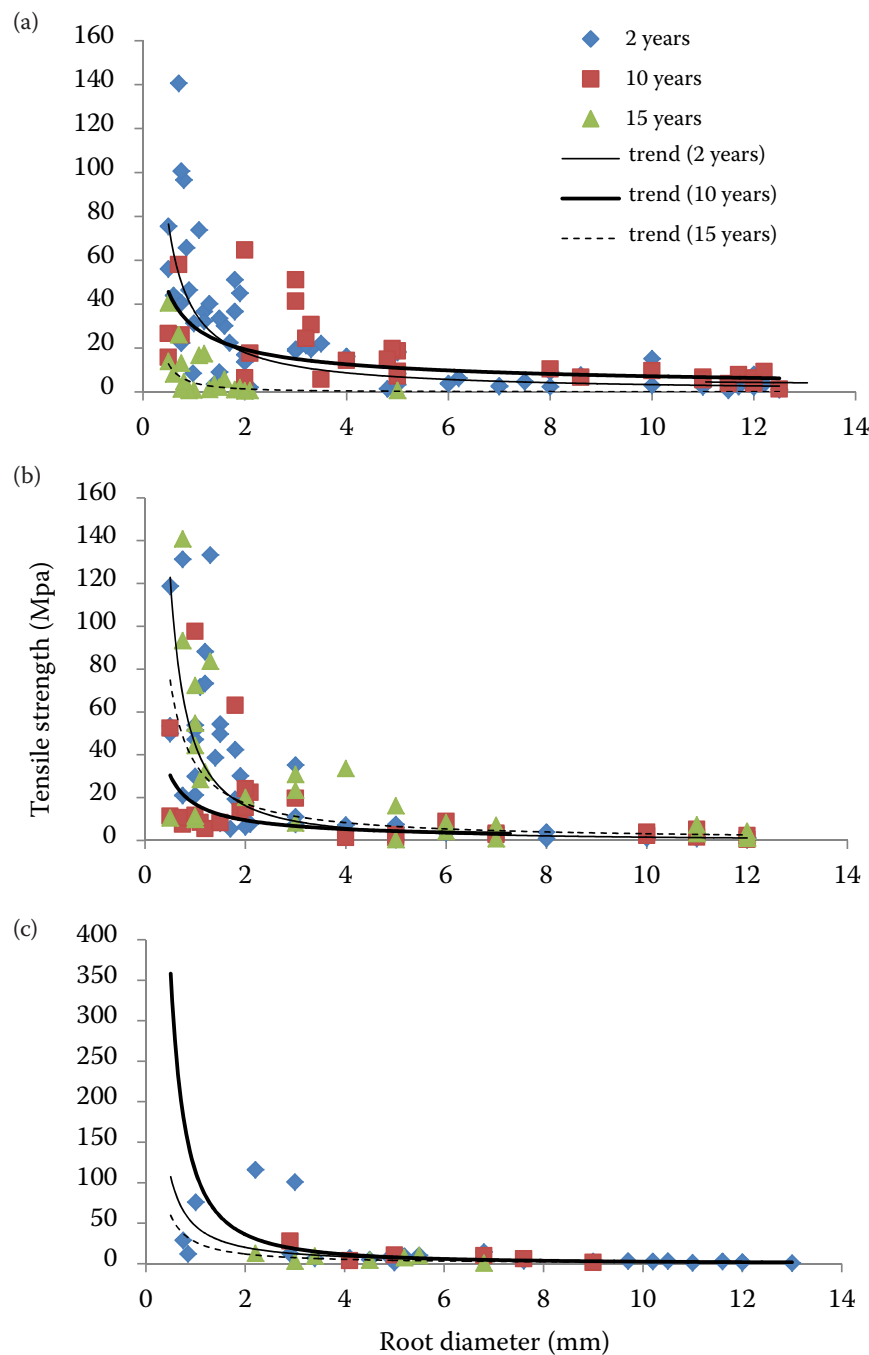 (a)
160
140
120
100
80
60
40
20
0
0 2 4 6 8 10 12 14
2 years
10 years
15 years
trend (2 years)
trend (10 years)
trend (15 years)
(b)
160
140
120
100
80
60
40
20
0
0 2 4 6 8 10 12 14
Tensile strength (Mpa)
(c)
400
350
300
250
200
150
100
50
0
0 2 4 6 8 10 12 14
Root diameter (mm)